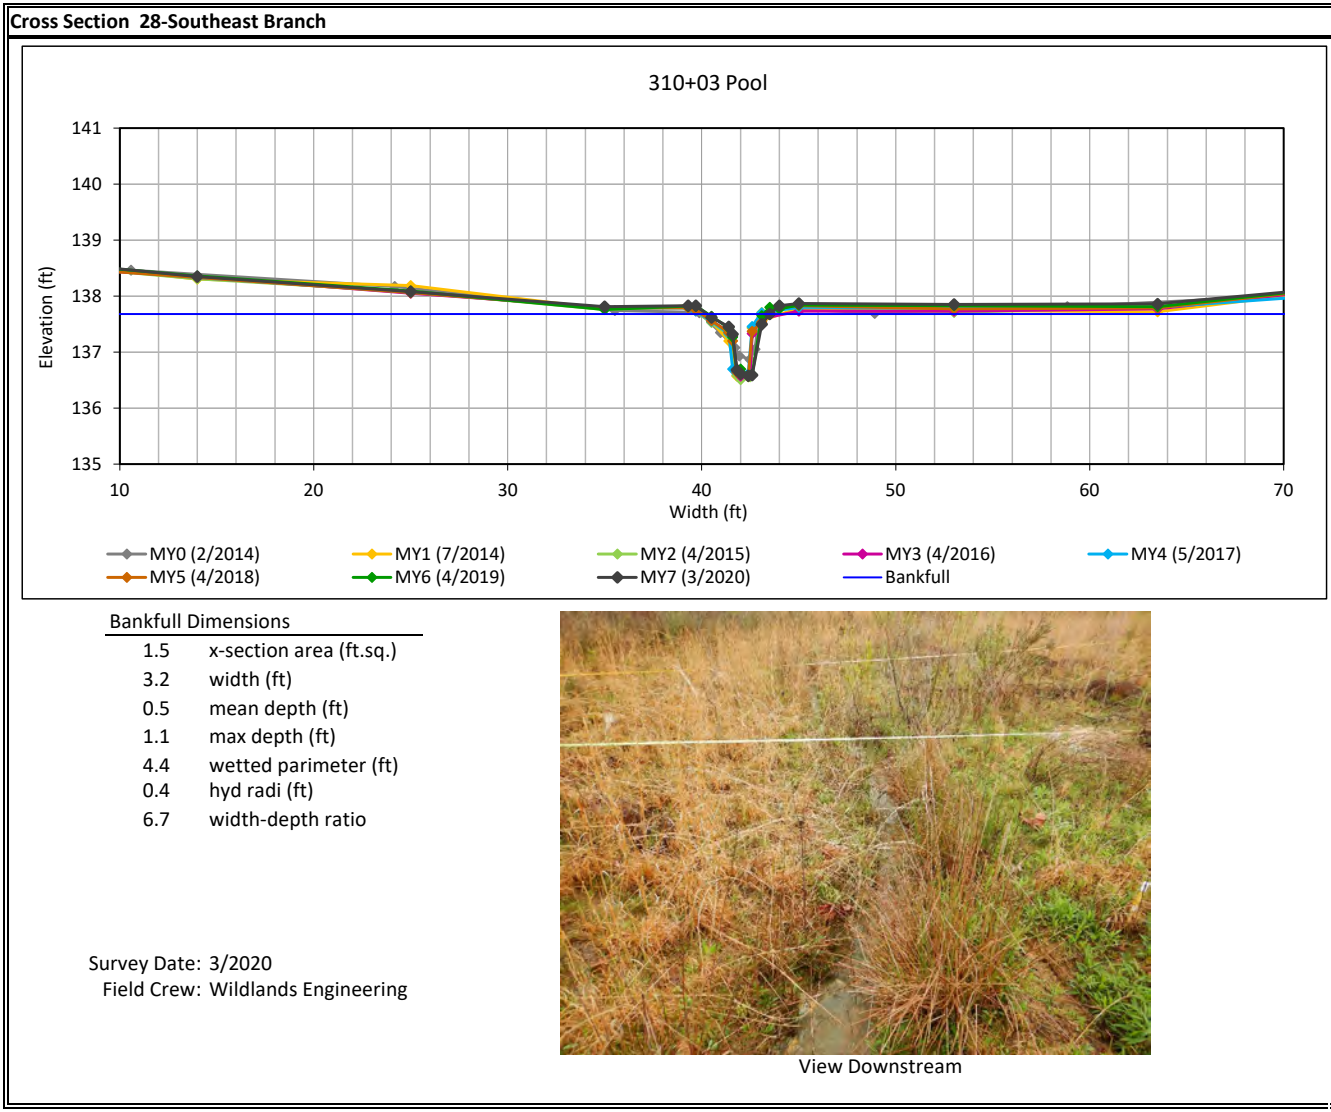 Cross Section 28-Southeast Branch
310+03 Pool
141
140
139
138
137
136
135
Elevation (ft)
10 20 30 40 50 60 70
Width (ft)
MY0 (2/2014) MY1 (7/2014) MY2 (4/2015) MY3 (4/2016) MY4 (5/2017)
MY5 (4/2018) MY6 (4/2019) MY7 (3/2020) Bankfull
Bankfull Dimensions
1.5 x-section area (ft.sq.)
3.2 width (ft)
0.5 mean depth (ft)
1.1 max depth (ft)
4.4 wetted parimeter (ft)
0.4 hyd radi (ft)
6.7 width-depth ratio
Survey Date: 3/2020
Field Crew: Wildlands Engineering
View Downstream